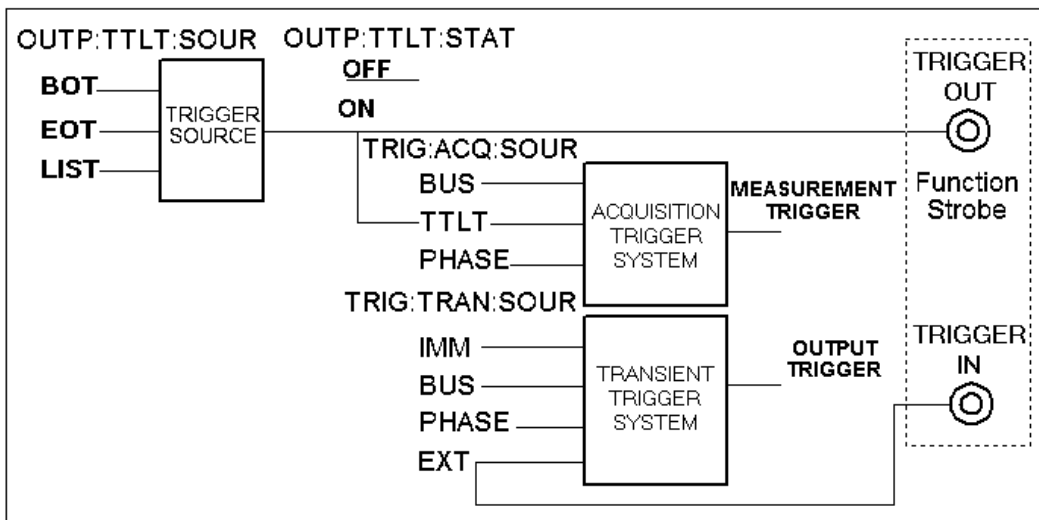 OUTP:TTLT:SOUR
OUTP:TTLT:STAT
BOT
EOT
LIST
TRIGGER
SOURCE
OFF
ON
TRIGGER
OUT
Function
Strobe
TRIG:ACQ:SOUR
BUS
TTLT
PHASE
ACQUISITION
TRIGGER
SYSTEM
MEASUREMENT
TRIGGER
TRIG:TRAN:SOUR
IMM
BUS
PHASE
EXT
TRANSIENT
TRIGGER
SYSTEM
OUTPUT
TRIGGER
TRIGGER
IN